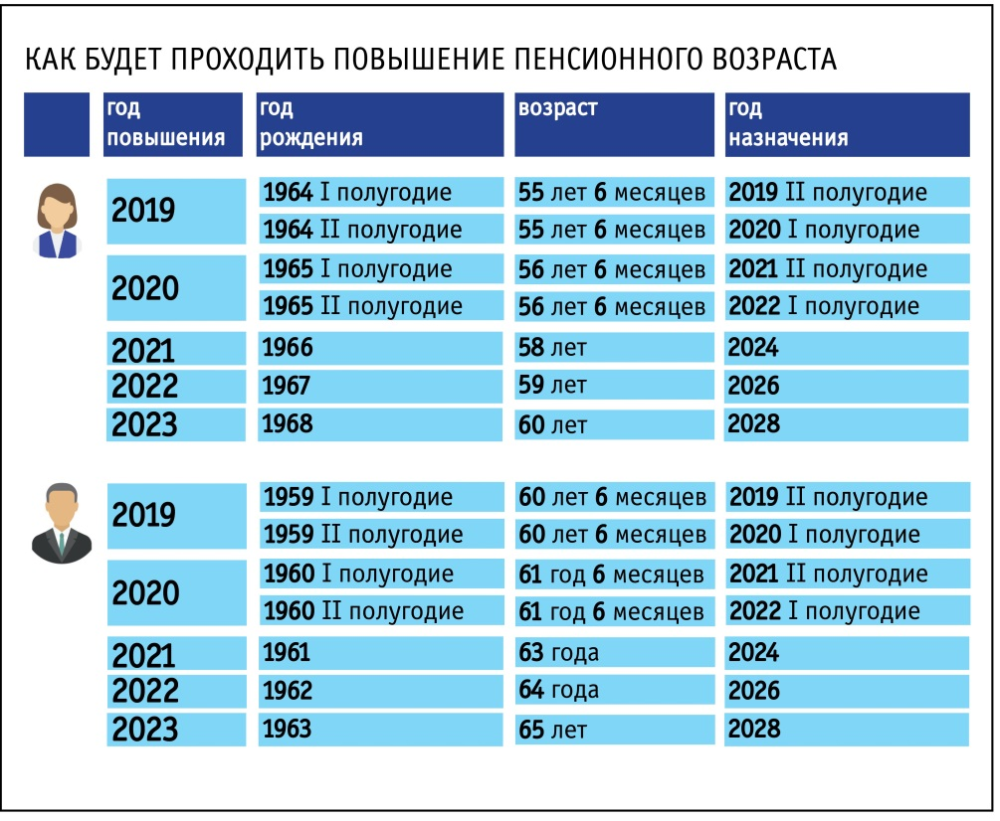 КАК БУДЕТ ПРОХОДИТЬ ПОВЫШЕНИЕ ПЕНСИОННОГО ВОЗРАСТА
год повышения год рождения возраст год назначения
2019 1964 I полугодие 55 лет 6 месяцев 2019 II полугодие
1964 II полугодие 55 лет 6 месяцев 2020 I полугодие
2020 1965 I полугодие 56 лет 6 месяцев 2021 II полугодие
1965 II полугодие 56 лет 6 месяцев 2022 I полугодие
2021 1966 58 лет 2024
2022 1967 59 лет 2026
2023 1968 60 лет 2028
2019 1959 I полугодие 60 лет 6 месяцев 2019 II полугодие
1959 II полугодие 60 лет 6 месяцев 2020 I полугодие
2020 1960 I полугодие 61 год 6 месяцев 2021 II полугодие
1960 II полугодие 61 год 6 месяцев 2022 I полугодие
2021 1961 63 года 2024
2022 1962 64 года 2026
2023 1963 65 лет 2028